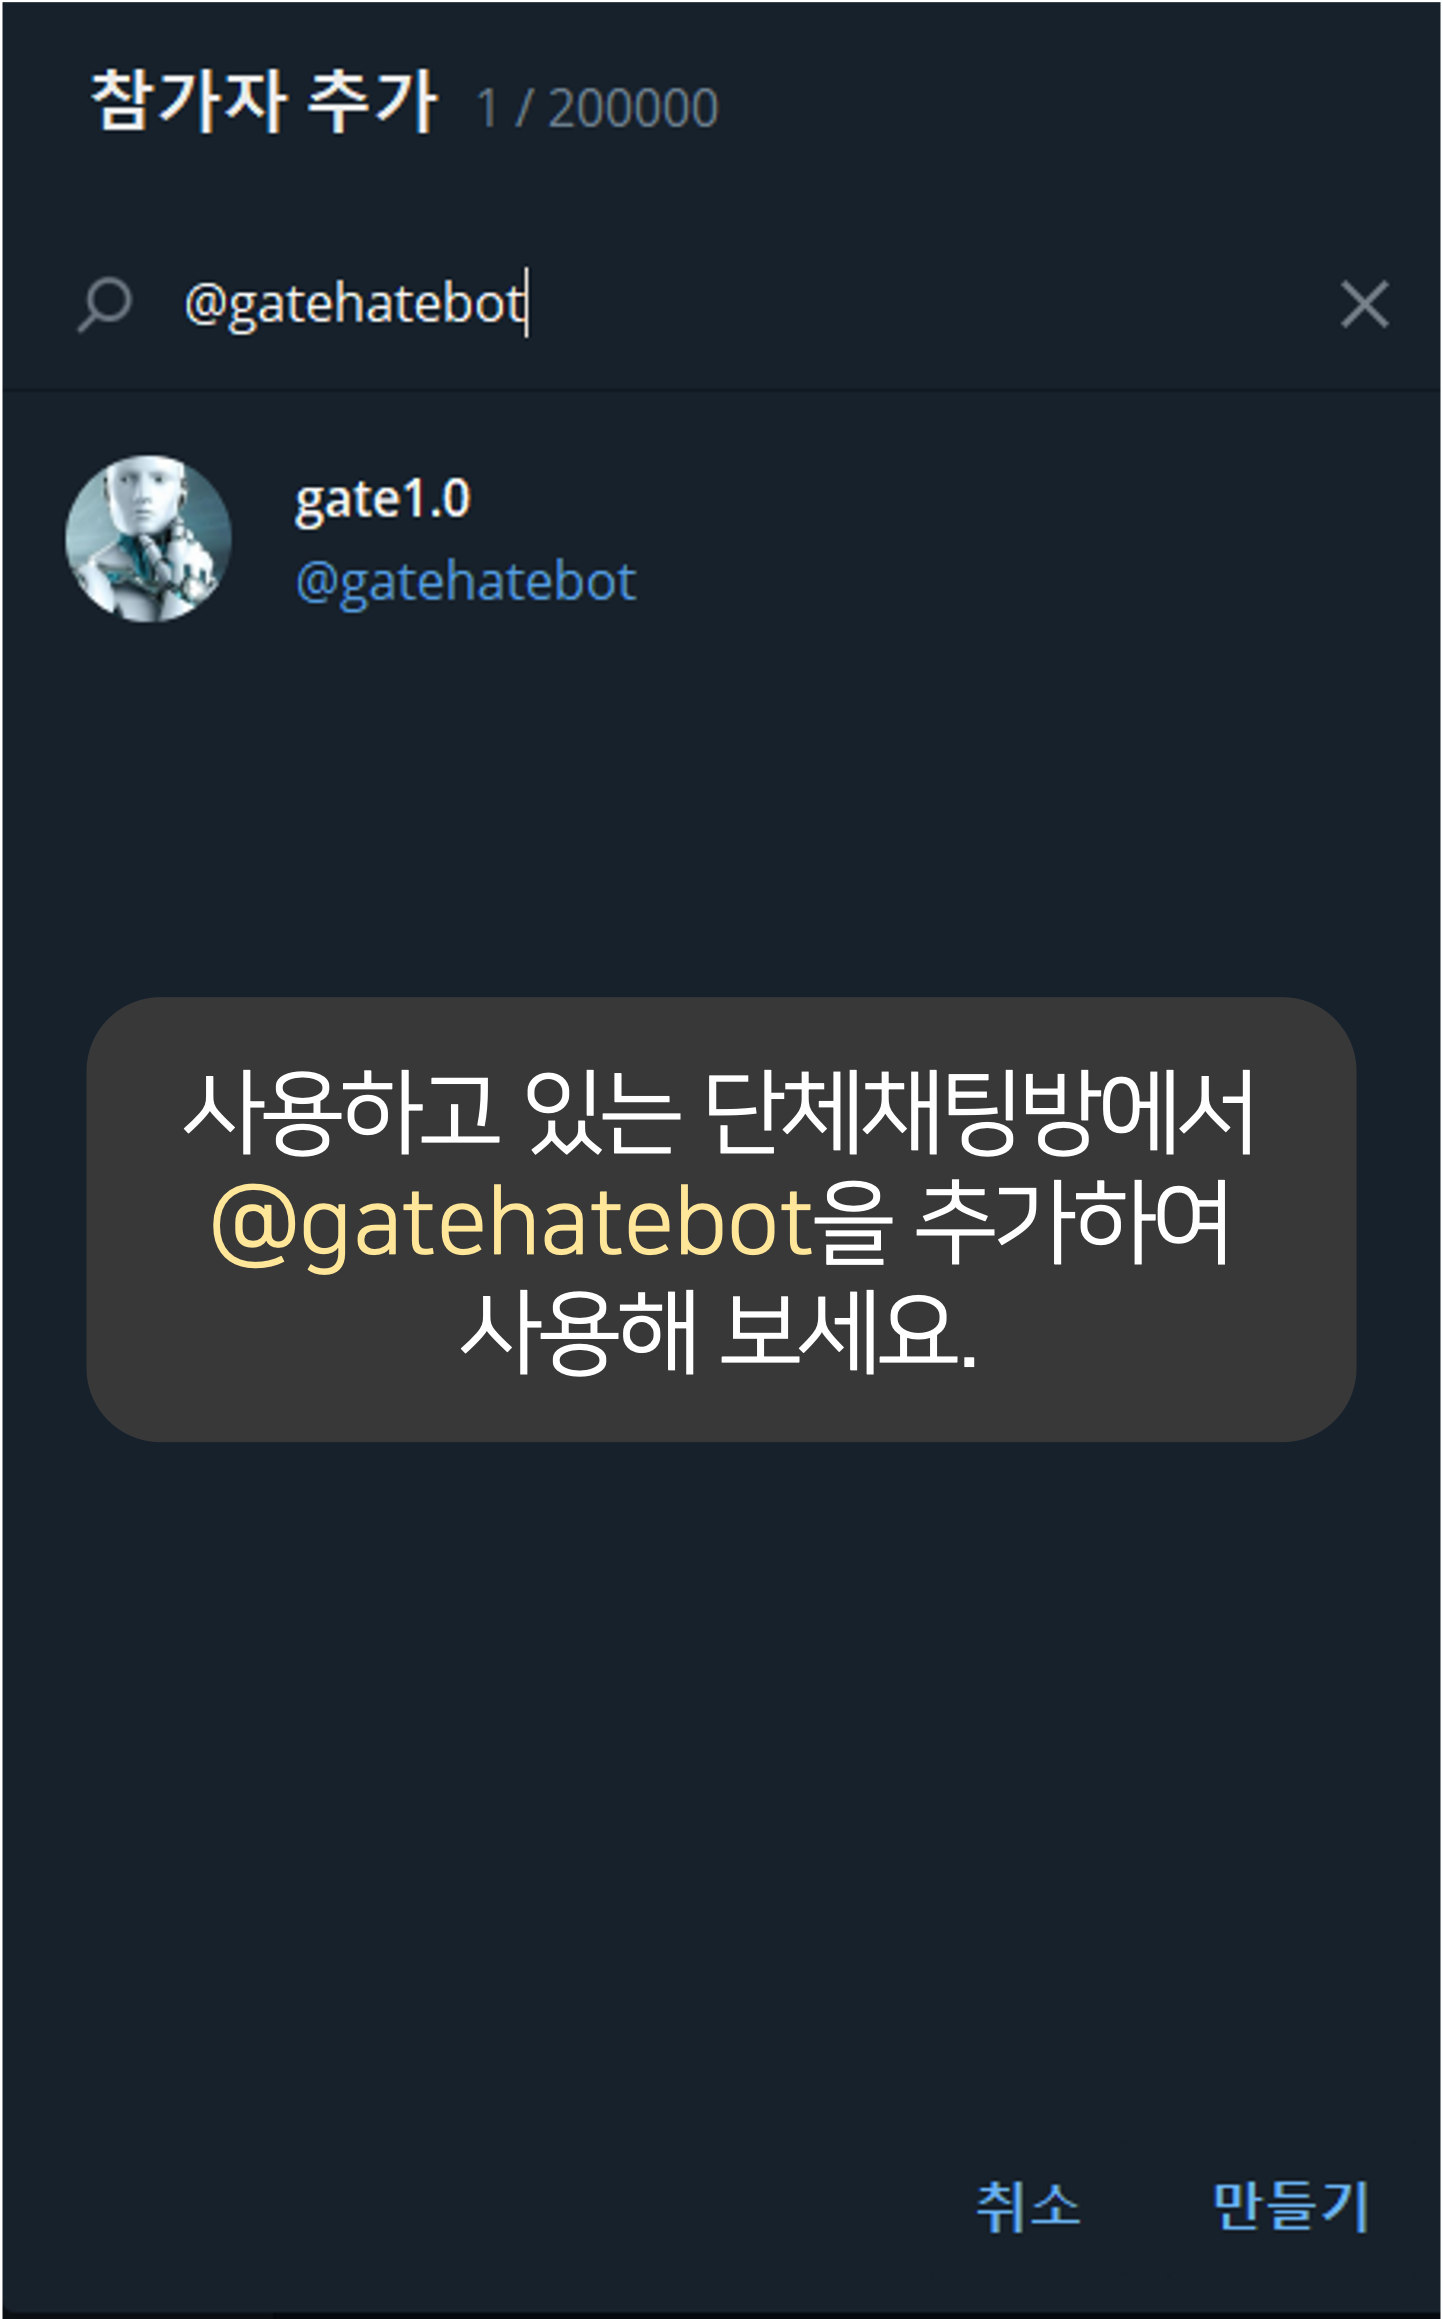 참가자 추가 1 / 200000
@gatehatebot
gate1.0
@gatehatebot
사용하고 있는 단체채팅방에서
@gatehatebot을 추가하여
사용해 보세요.
취소 만들기